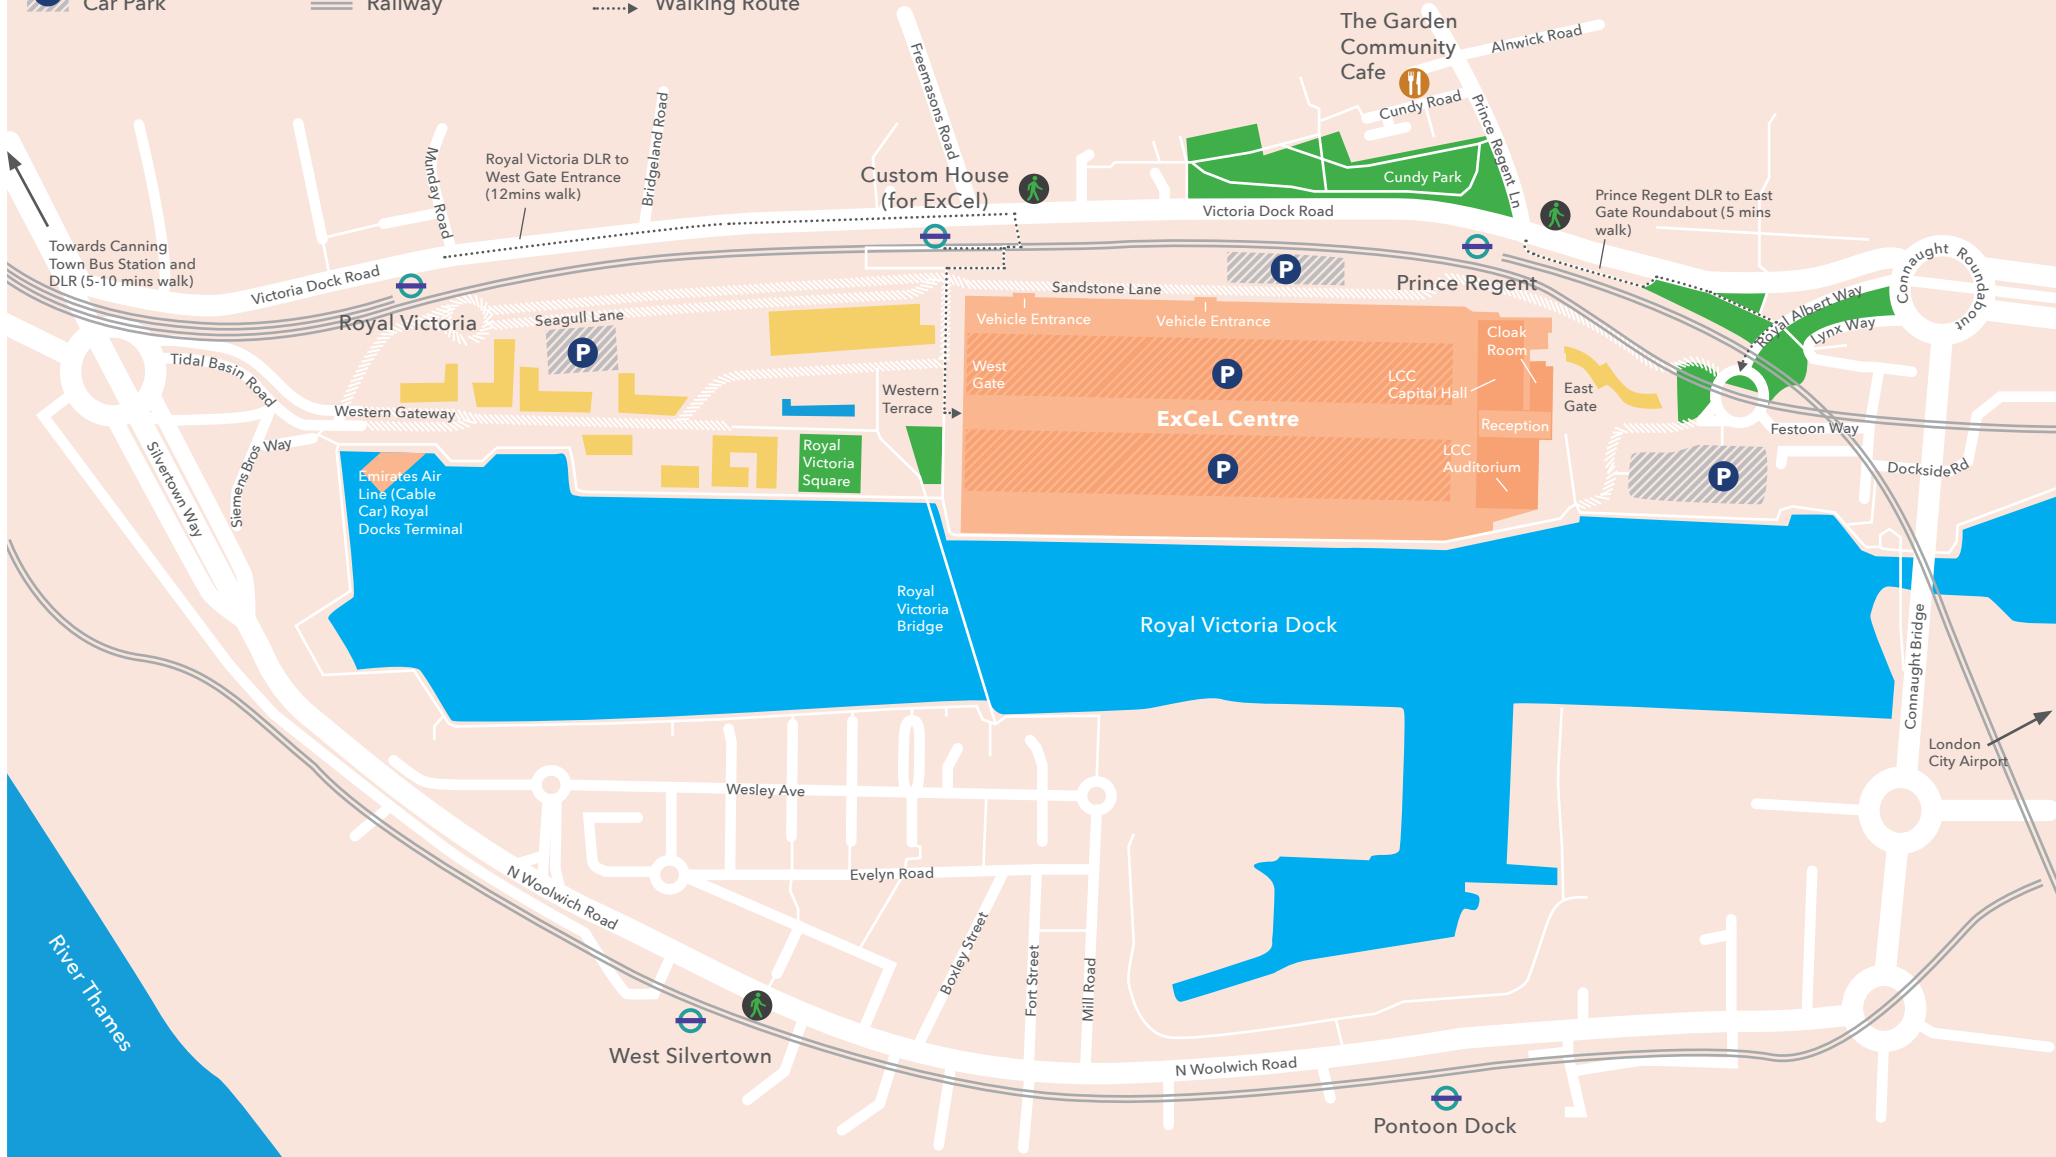 Car Park
Railway
Walking Route
The Garden
Community
Cafe
Alnwick Road
Cundy Road
Freemasons Road
Prince Regent Ln
Bridgeland Road
Munday Road
Royal Victoria DLR to
West Gate Entrance
(12mins walk)
Custom House
(for ExCel)
Cundy Park
Victoria Dock Road
Prince Regent DLR to East
Gate Roundabout (5 mins
walk)
Towards Canning
Town Bus Station and
DLR (5-10 mins walk)
Victoria Dock Road
Royal Victoria
Seagull Lane
P
Sandstone Lane
P
Prince Regent
Connaught Roundabout
Royal Albert Way
Lynx Way
Vehicle Entrance
Vehicle Entrance
Cloak
Room
Tidal Basin Road
West
Gate
P
LCC
Capital Hall
East
Gate
Western
Terrace
Western Gateway
ExCeL Centre
Reception
Festoon Way
Siemens Bros Way
Silvertown Way
Royal
Victoria
Square
P
LCC
Auditorium
P
Dockside Rd
Emirates Air
Line (Cable
Car) Royal
Docks Terminal
Royal
Victoria
Bridge
Royal Victoria Dock
Connaught Bridge
London
City Airport
Wesley Ave
Evelyn Road
N Woolwich Road
Boxley Street
Fort Street
Mill Road
River Thames
West Silvertown
N Woolwich Road
Pontoon Dock